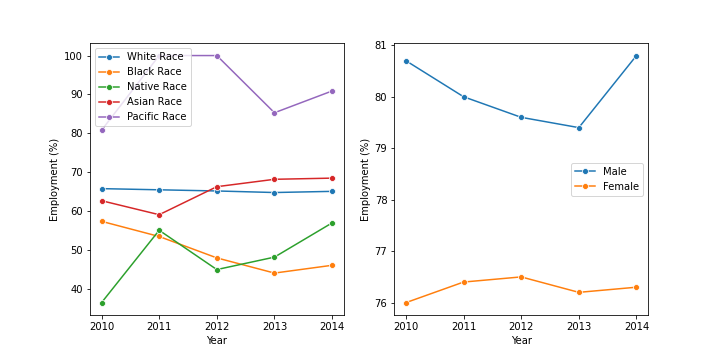 100
90
80
70
60
50
40
Employment (%)
White Race
Black Race
Native Race
Asian Race
Pacific Race
2010 2011 2012 2013 2014
Year
81
80
79
78
77
76
Employment (%)
Male
Female
2010 2011 2012 2013 2014
Year